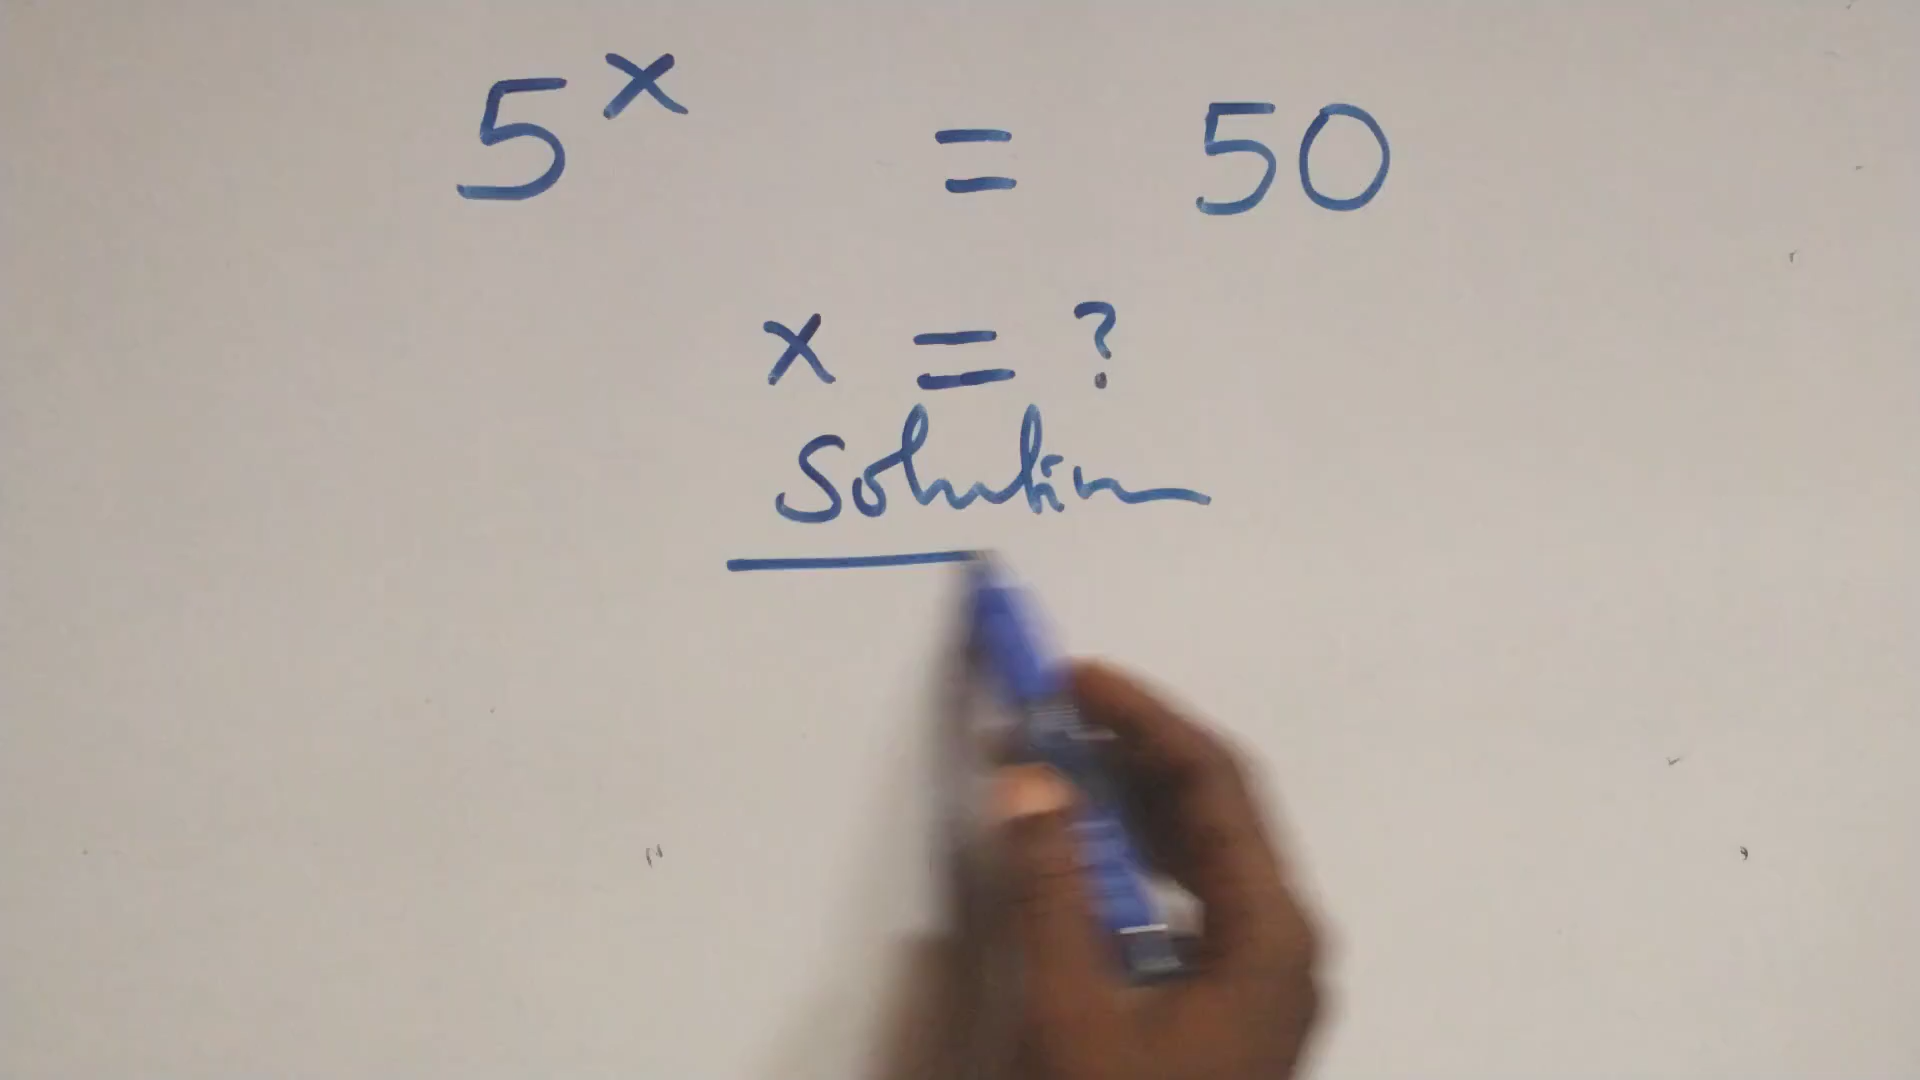 5^x = 50
x = ?
Solution